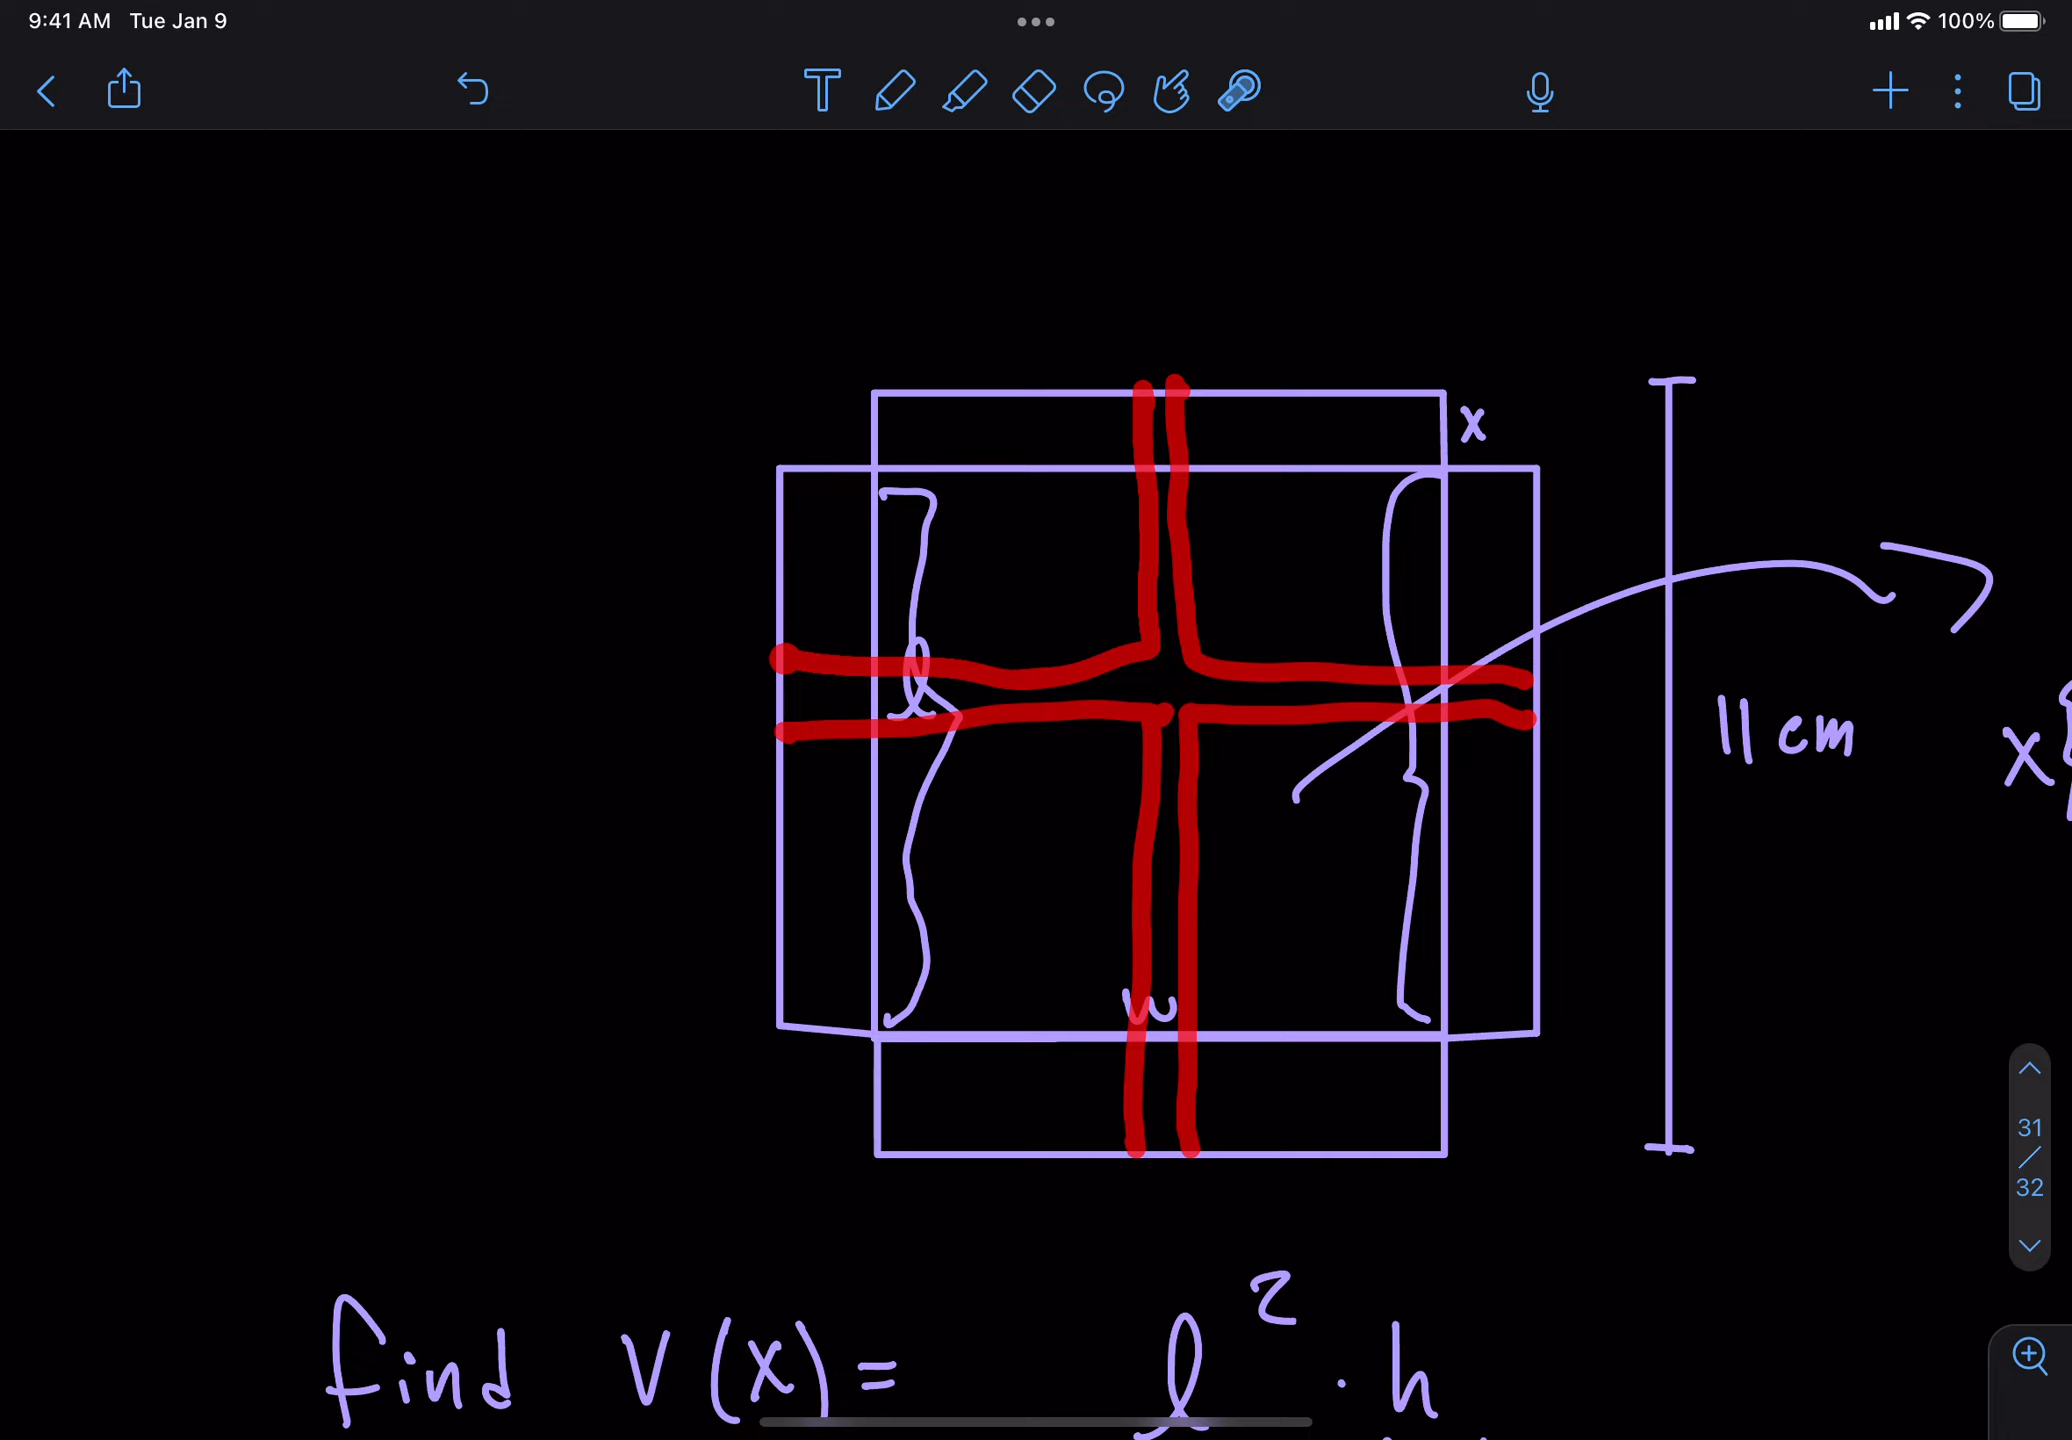 9:41 AM Tue Jan 9
100%
T
x
l
11 cm
x
w
31
/
32
find V(x) = l² · h